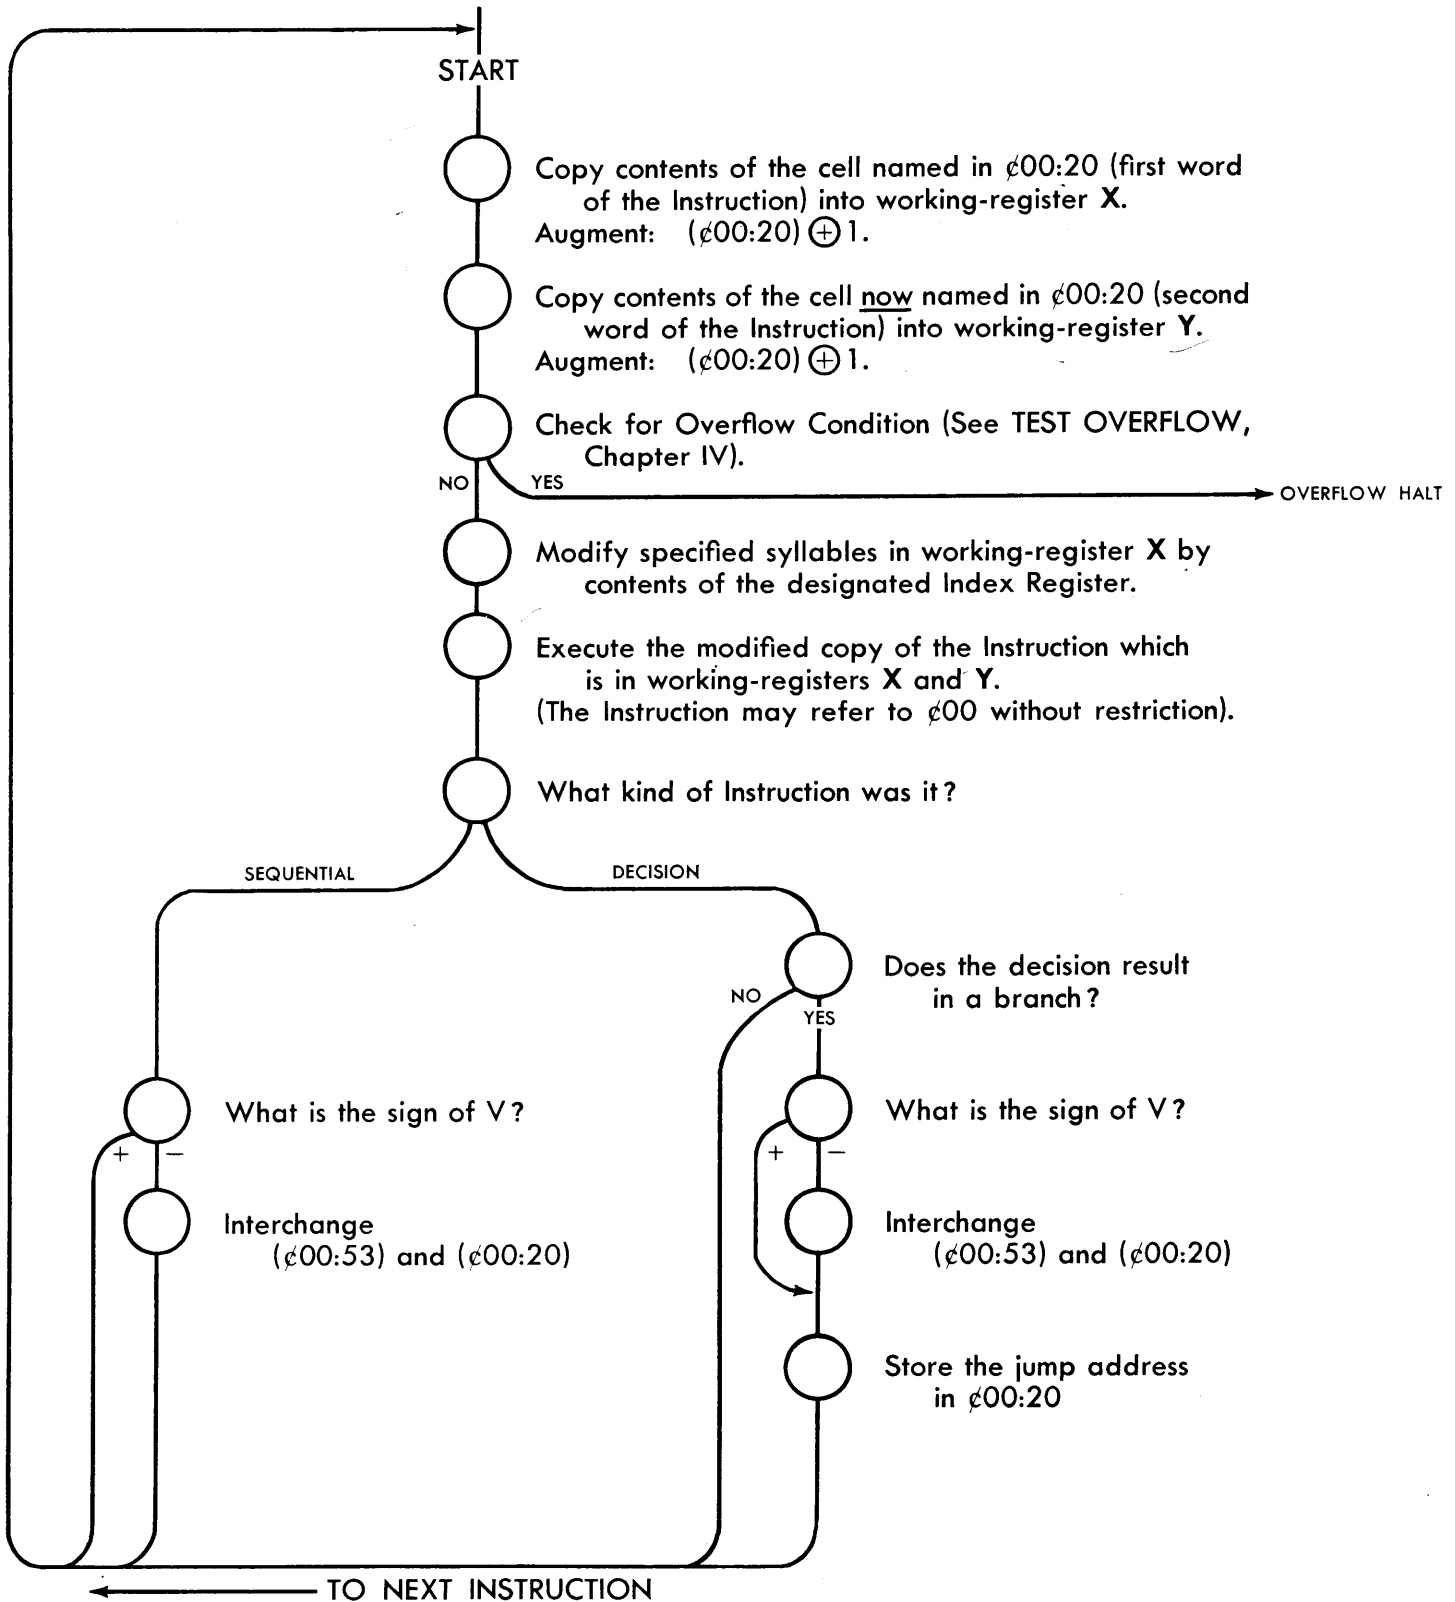 START
Copy contents of the cell named in ¢00:20 (first word
of the Instruction) into working-register X.
Augment: (¢00:20) ⊕ 1.
Copy contents of the cell now named in ¢00:20 (second
word of the Instruction) into working-register Y.
Augment: (¢00:20) ⊕ 1.
Check for Overflow Condition (See TEST OVERFLOW,
Chapter IV).
NO YES
OVERFLOW HALT
Modify specified syllables in working-register X by
contents of the designated Index Register.
Execute the modified copy of the Instruction which
is in working-registers X and Y.
(The Instruction may refer to ¢00 without restriction).
What kind of Instruction was it?
SEQUENTIAL DECISION
Does the decision result
in a branch?
NO YES
What is the sign of V?
+ −
Interchange
(¢00:53) and (¢00:20)
What is the sign of V?
+ −
Interchange
(¢00:53) and (¢00:20)
Store the jump address
in ¢00:20
TO NEXT INSTRUCTION